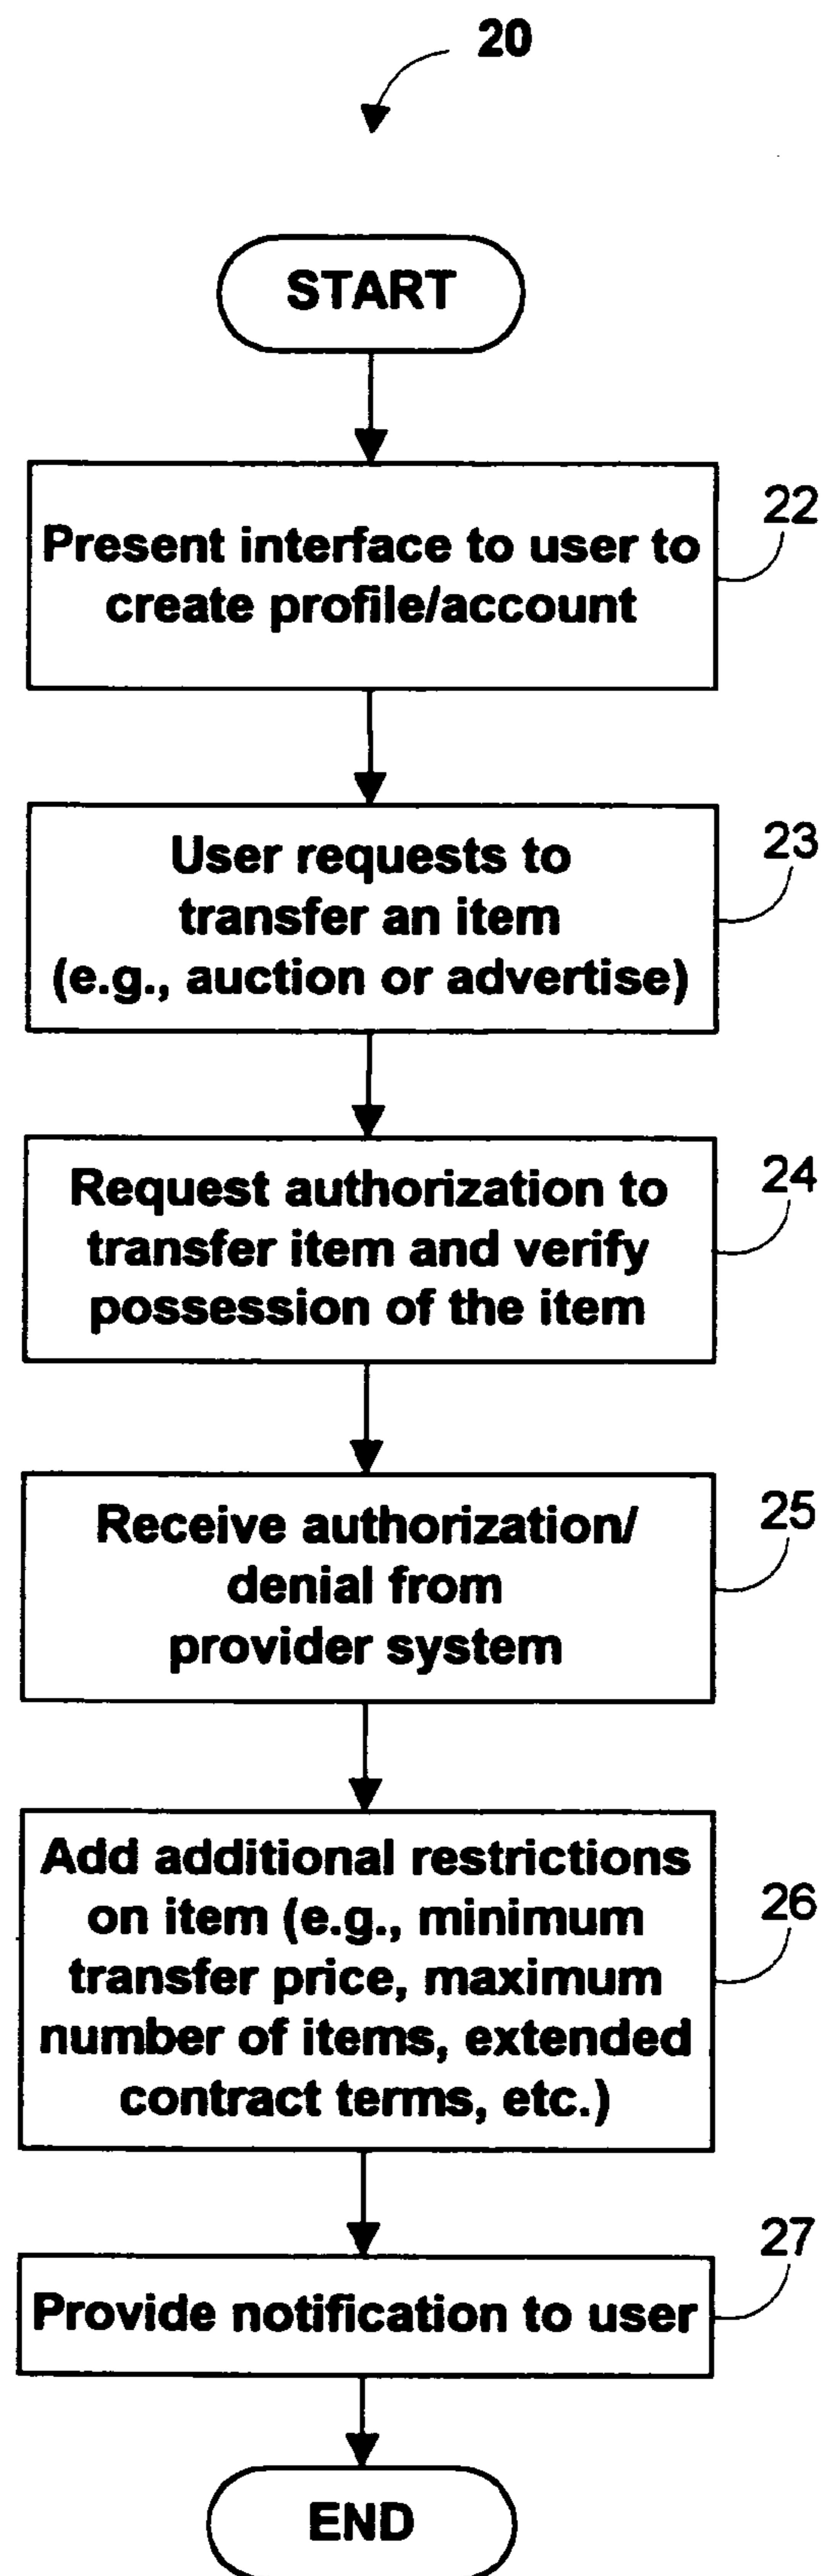 20
START
Present interface to user to
create profile/account
22
User requests to
transfer an item
(e.g., auction or advertise)
23
Request authorization to
transfer item and verify
possession of the item
24
Receive authorization/
denial from
provider system
25
Add additional restrictions
on item (e.g., minimum
transfer price, maximum
number of items, extended
contract terms, etc.)
26
Provide notification to user
27
END